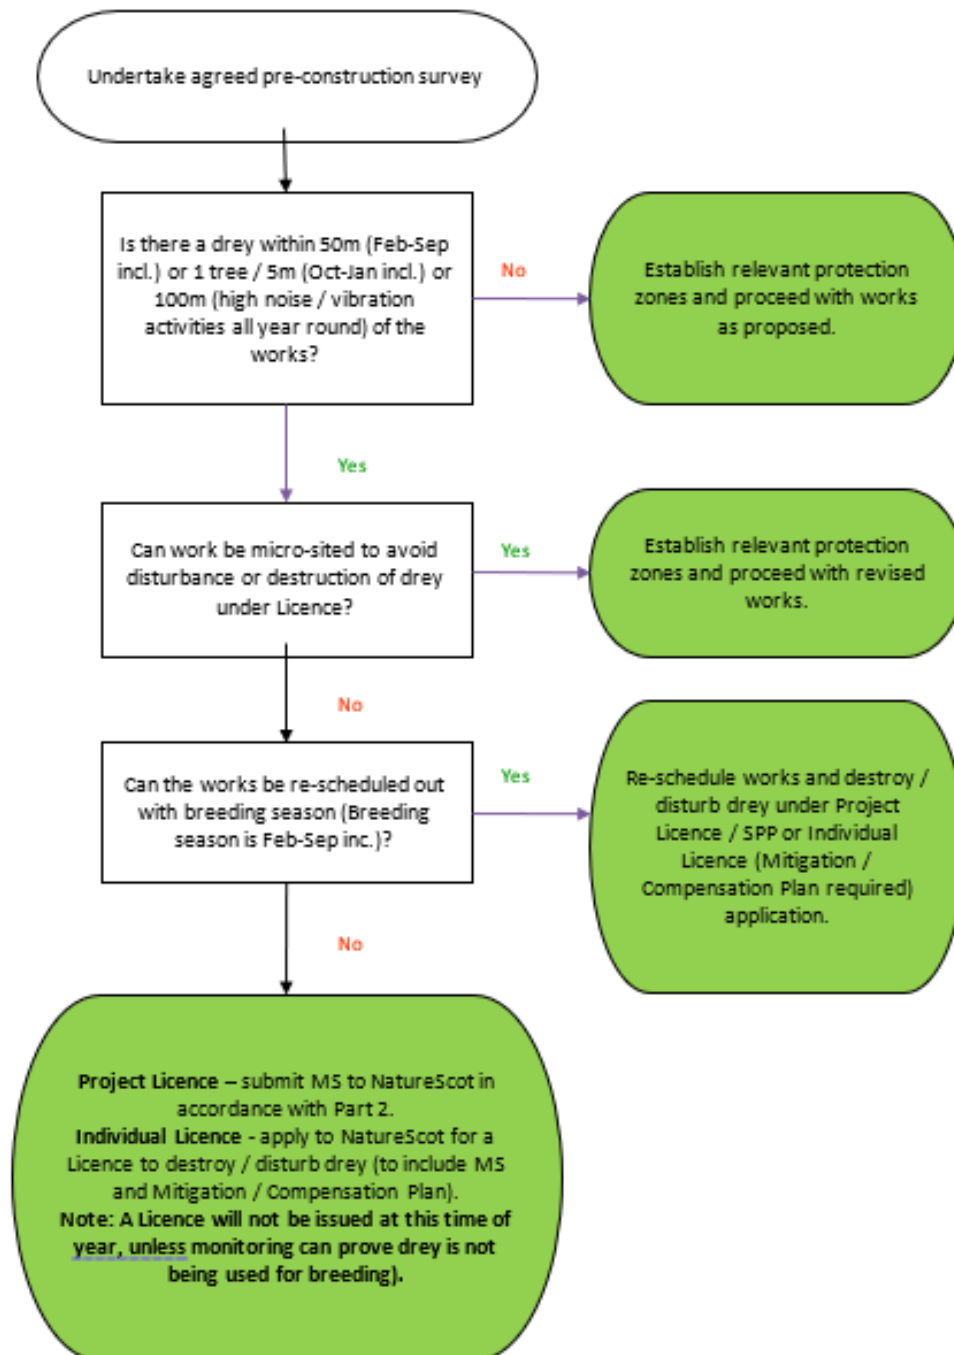 Undertake agreed pre-construction survey
Is there a drey within 50m (Feb-Sep
incl.) or 1 tree / 5m (Oct-Jan incl.) or
100m (high noise / vibration
activities all year round) of the
works?
No
Establish relevant protection
zones and proceed with works
as proposed.
Yes
Can work be micro-sited to avoid
disturbance or destruction of drey
under Licence?
Yes
Establish relevant protection
zones and proceed with revised
works.
No
Can the works be re-scheduled out
with breeding season (Breeding
season is Feb-Sep inc.)?
Yes
Re-schedule works and destroy /
disturb drey under Project
Licence / SPP or Individual
Licence (Mitigation /
Compensation Plan required)
application.
No
Project Licence – submit MS to NatureScot in
accordance with Part 2.
Individual Licence - apply to NatureScot for a
Licence to destroy / disturb drey (to include MS
and Mitigation / Compensation Plan).
Note: A Licence will not be issued at this time of
year, unless monitoring can prove drey is not
being used for breeding).